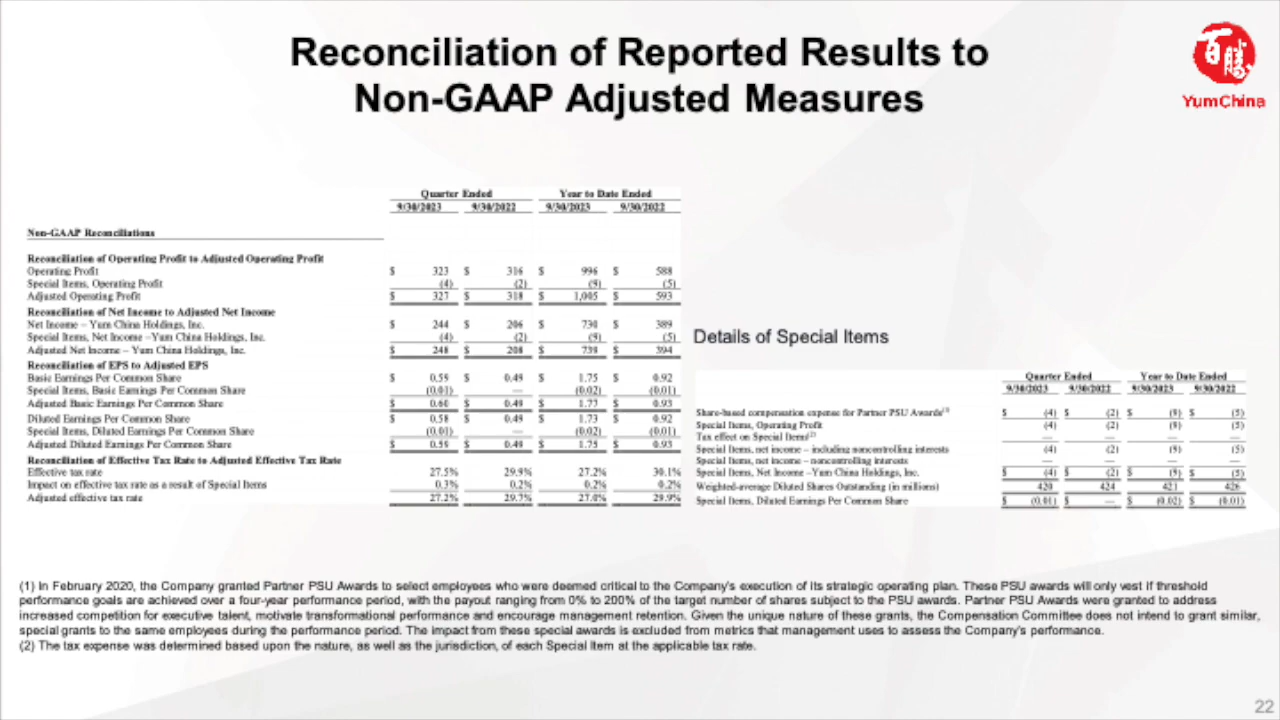 Reconciliation of Reported Results to
Non-GAAP Adjusted Measures
百勝
YumChina
Quarter Ended Year to Date Ended
9/30/2023 9/30/2022 9/30/2023 9/30/2022
Non-GAAP Reconciliations
Reconciliation of Operating Profit to Adjusted Operating Profit
Operating Profit $ 323 $ 316 $ 996 $ 588
Special Items, Operating Profit (4) (2) (9) (5)
Adjusted Operating Profit $ 327 $ 318 $ 1,005 $ 593
Reconciliation of Net Income to Adjusted Net Income
Net Income – Yum China Holdings, Inc. $ 244 $ 206 $ 730 $ 389
Special Items, Net Income –Yum China Holdings, Inc. (4) (2) (9) (5)
Adjusted Net Income – Yum China Holdings, Inc. $ 248 $ 208 $ 739 $ 394
Reconciliation of EPS to Adjusted EPS
Basic Earnings Per Common Share $ 0.59 $ 0.49 $ 1.75 $ 0.92
Special Items, Basic Earnings Per Common Share (0.01) — (0.02) (0.01)
Adjusted Basic Earnings Per Common Share $ 0.60 $ 0.49 $ 1.77 $ 0.93
Diluted Earnings Per Common Share $ 0.58 $ 0.49 $ 1.73 $ 0.92
Special Items, Diluted Earnings Per Common Share (0.01) — (0.02) (0.01)
Adjusted Diluted Earnings Per Common Share $ 0.59 $ 0.49 $ 1.75 $ 0.93
Reconciliation of Effective Tax Rate to Adjusted Effective Tax Rate
Effective tax rate 27.5% 29.9% 27.2% 30.1%
Impact on effective tax rate as a result of Special Items 0.3% 0.2% 0.2% 0.2%
Adjusted effective tax rate 27.2% 29.7% 27.0% 29.9%
Details of Special Items
Quarter Ended Year to Date Ended
9/30/2023 9/30/2022 9/30/2023 9/30/2022
Share-based compensation expense for Partner PSU Awards(1) $ (4) $ (2) $ (9) $ (5)
Special Items, Operating Profit (4) (2) (9) (5)
Tax effect on Special Items(2) — — — —
Special Items, net income – including noncontrolling interests (4) (2) (9) (5)
Special Items, net income – noncontrolling interests — — — —
Special Items, Net Income –Yum China Holdings, Inc. $ (4) $ (2) $ (9) $ (5)
Weighted-average Diluted Shares Outstanding (in millions) 420 424 421 426
Special Items, Diluted Earnings Per Common Share $ (0.01) $ — $ (0.02) $ (0.01)
(1) In February 2020, the Company granted Partner PSU Awards to select employees who were deemed critical to the Company's execution of its strategic operating plan. These PSU awards will only vest if threshold
performance goals are achieved over a four-year performance period, with the payout ranging from 0% to 200% of the target number of shares subject to the PSU awards. Partner PSU Awards were granted to address
increased competition for executive talent, motivate transformational performance and encourage management retention. Given the unique nature of these grants, the Compensation Committee does not intend to grant similar,
special grants to the same employees during the performance period. The impact from these special awards is excluded from metrics that management uses to assess the Company's performance.
(2) The tax expense was determined based upon the nature, as well as the jurisdiction, of each Special Item at the applicable tax rate.
22